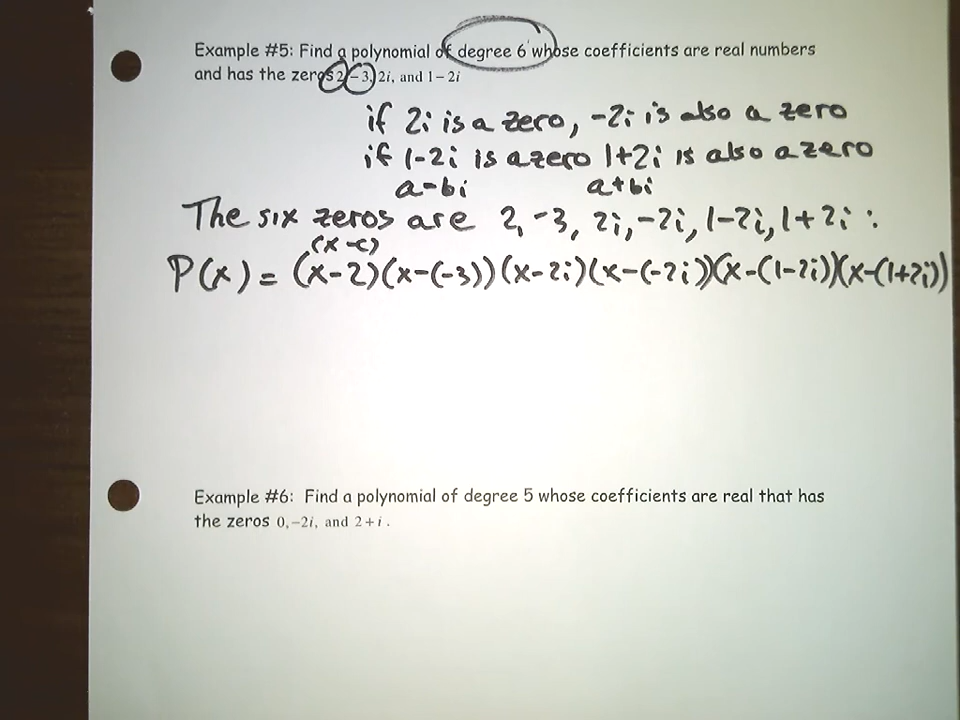 Example #5: Find a polynomial of degree 6 whose coefficients are real numbers
and has the zeros 2, -3, 2i, and 1-2i
if 2i is a zero, -2i is also a zero
if 1-2i is a zero 1+2i is also a zero
a-bi a+bi
The six zeros are 2, -3, 2i, -2i, 1-2i, 1+2i :
(x-c)
P(x) = (x-2)(x-(-3))(x-2i)(x-(-2i))(x-(1-2i))(x-(1+2i))
Example #6: Find a polynomial of degree 5 whose coefficients are real that has
the zeros 0, -2i, and 2+i .